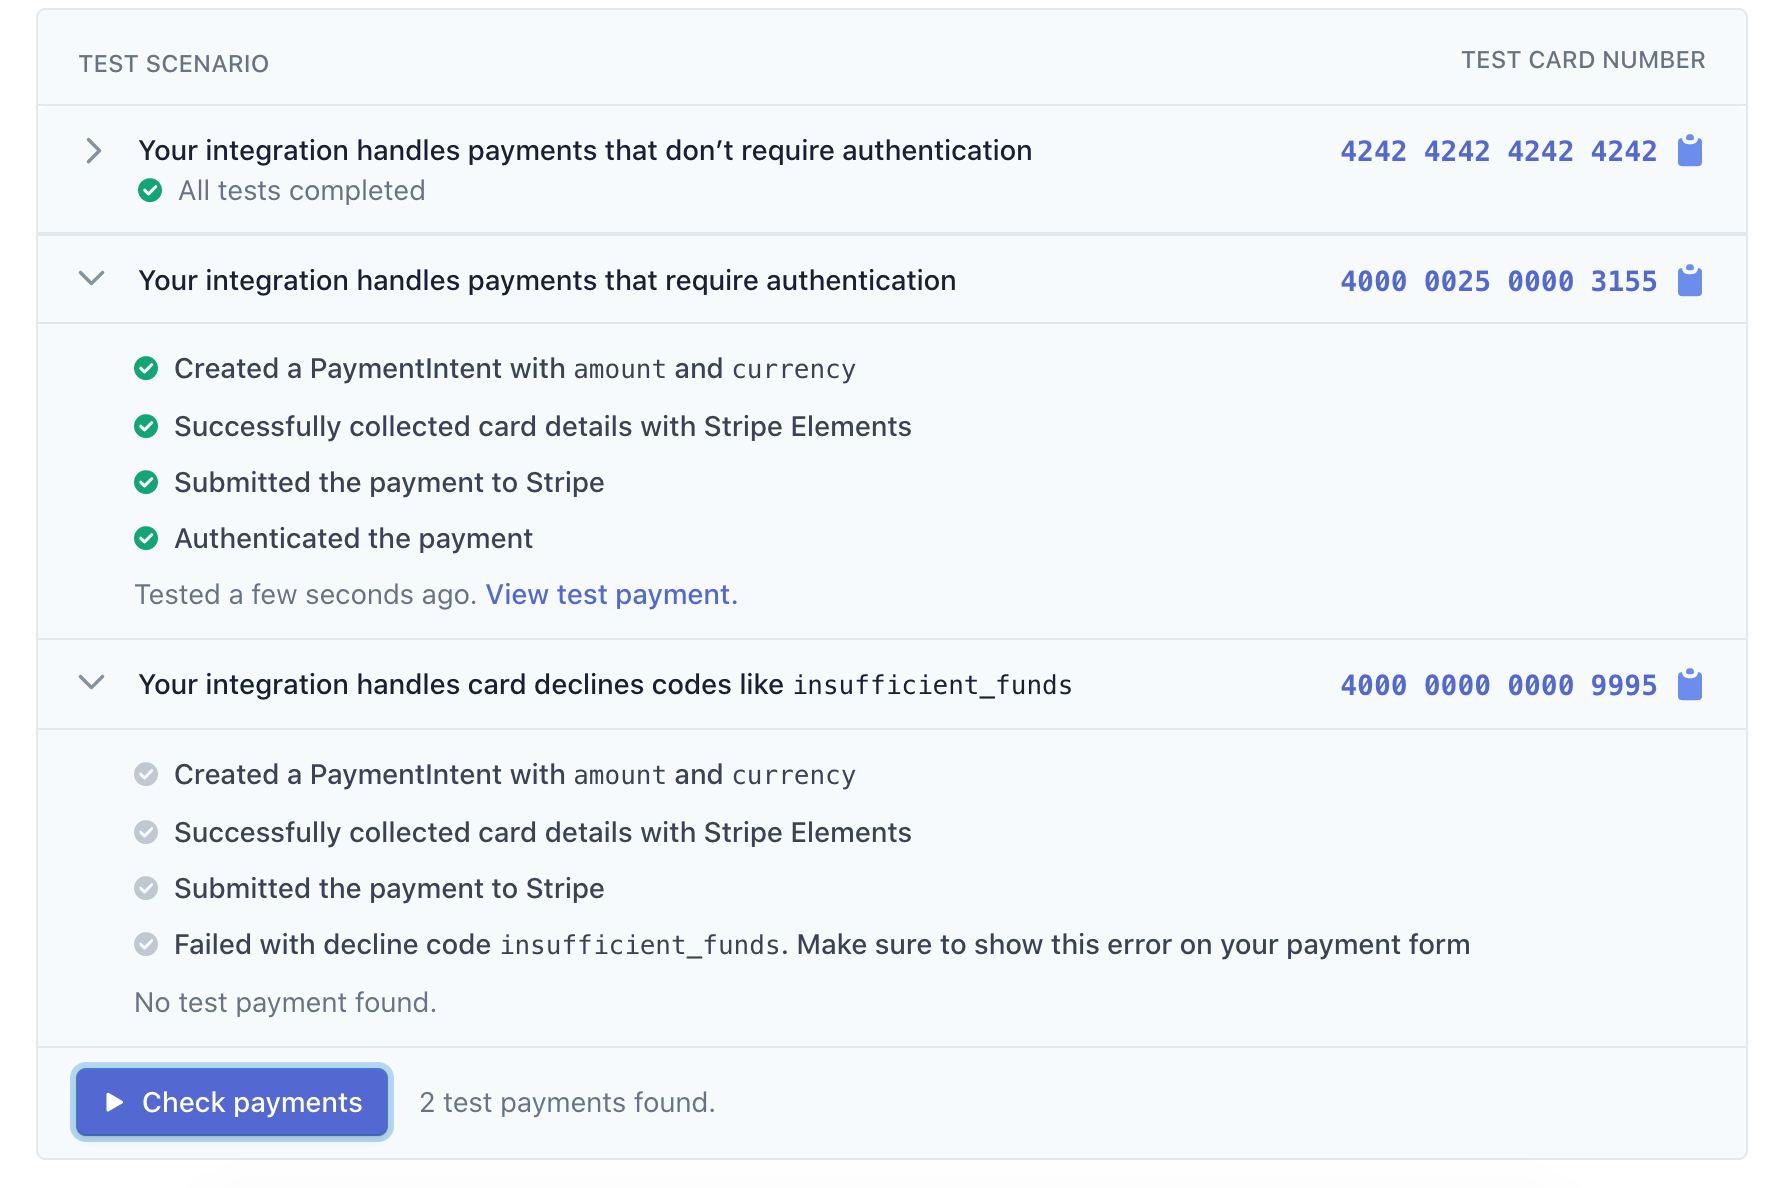 TEST SCENARIO
TEST CARD NUMBER
Your integration handles payments that don’t require authentication
4242 4242 4242 4242
All tests completed
Your integration handles payments that require authentication
4000 0025 0000 3155
Created a PaymentIntent with amount and currency
Successfully collected card details with Stripe Elements
Submitted the payment to Stripe
Authenticated the payment
Tested a few seconds ago. View test payment.
Your integration handles card declines codes like insufficient_funds
4000 0000 0000 9995
Created a PaymentIntent with amount and currency
Successfully collected card details with Stripe Elements
Submitted the payment to Stripe
Failed with decline code insufficient_funds. Make sure to show this error on your payment form
No test payment found.
Check payments
2 test payments found.